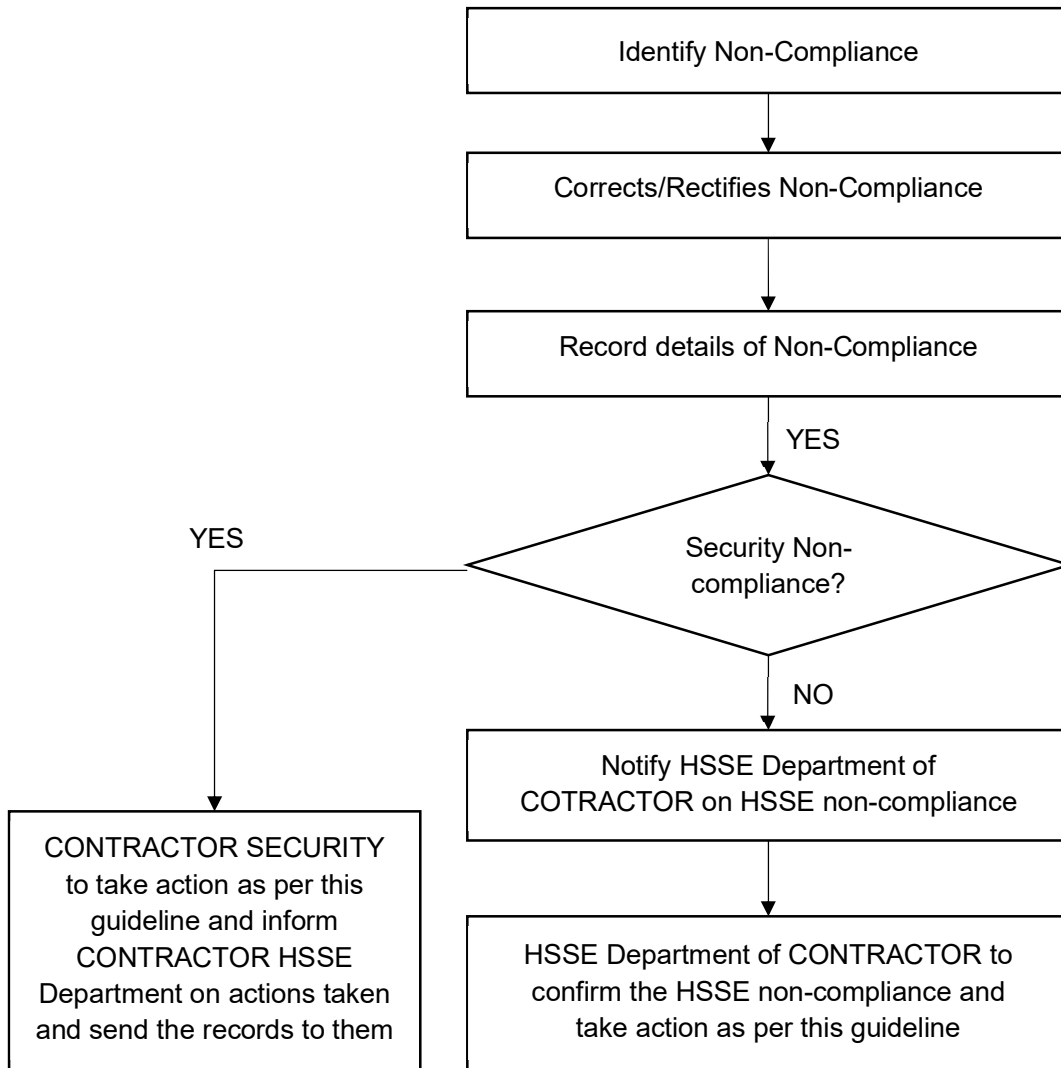 Identify Non-Compliance
Corrects/Rectifies Non-Compliance
Record details of Non-Compliance
YES
YES
Security Non-
compliance?
NO
Notify HSSE Department of
COTRACTOR on HSSE non-compliance
CONTRACTOR SECURITY
to take action as per this
guideline and inform
CONTRACTOR HSSE
Department on actions taken
and send the records to them
HSSE Department of CONTRACTOR to
confirm the HSSE non-compliance and
take action as per this guideline